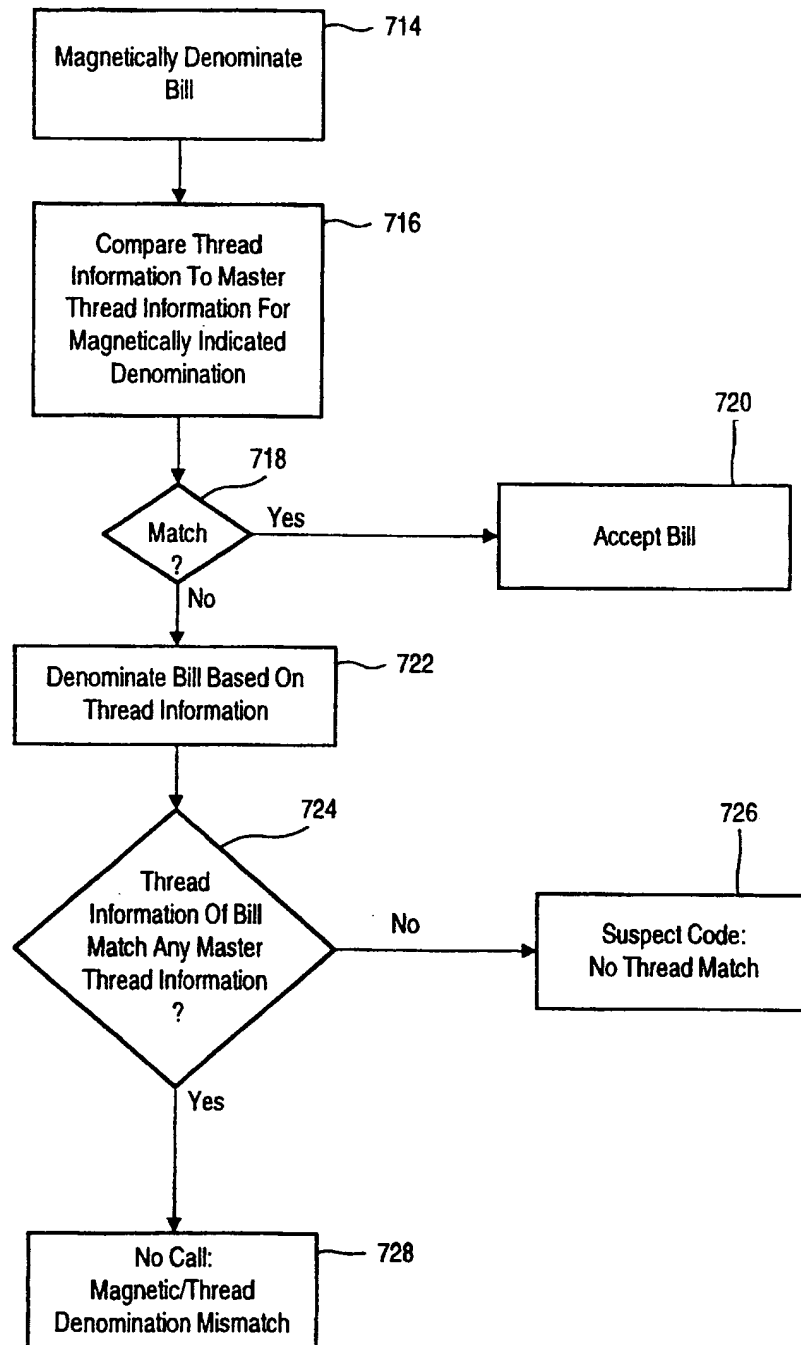 714
Magnetically Denominate
Bill
716
Compare Thread
Information To Master
Thread Information For
Magnetically Indicated
Denomination
718
Match
?
Yes
720
Accept Bill
No
722
Denominate Bill Based On
Thread Information
724
Thread
Information Of Bill
Match Any Master
Thread Information
?
No
726
Suspect Code:
No Thread Match
Yes
728
No Call:
Magnetic/Thread
Denomination Mismatch